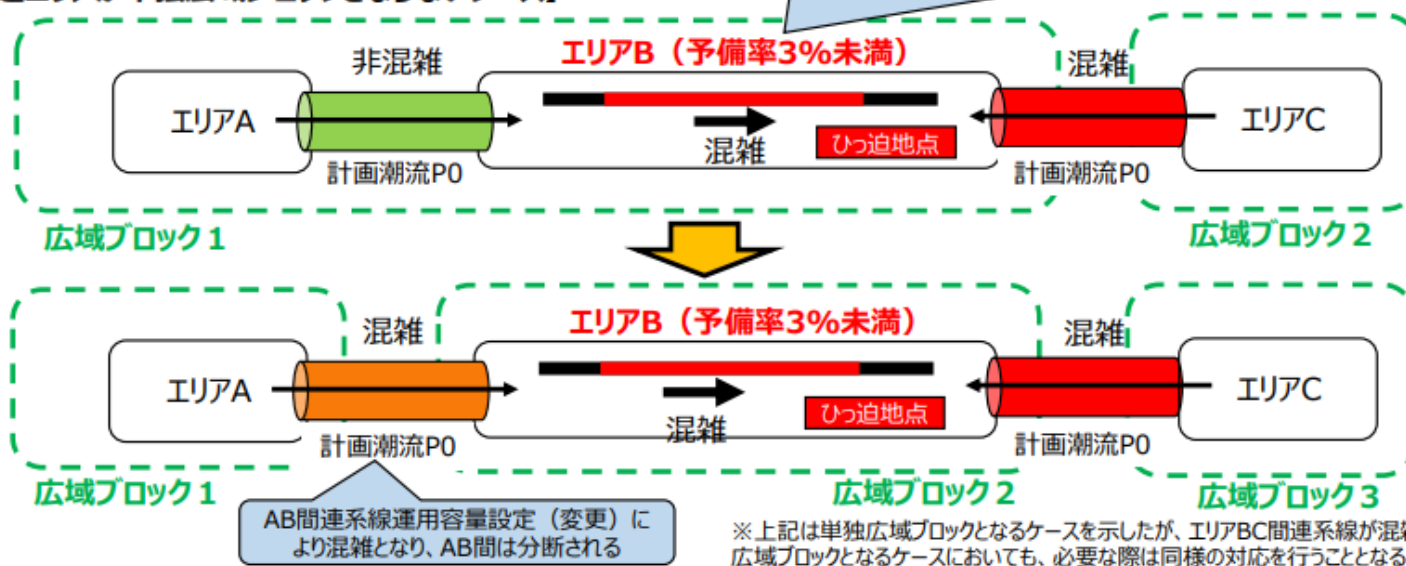 非混雑
エリアB（予備率3%未満）
混雑
エリアA
混雑
ひっ迫地点
エリアC
計画潮流P0
計画潮流P0
広域ブロック１
広域ブロック２
混雑
エリアB（予備率3%未満）
混雑
エリアA
混雑
ひっ迫地点
エリアC
計画潮流P0
計画潮流P0
広域ブロック１
広域ブロック２
広域ブロック３
AB間連系線運用容量設定（変更）に
より混雑となり、AB間は分断される
※上記は単独広域ブロックとなるケースを示したが、エリアBC間連系線が混雑
広域ブロックとなるケースにおいても、必要な際は同様の対応を行うこととなる